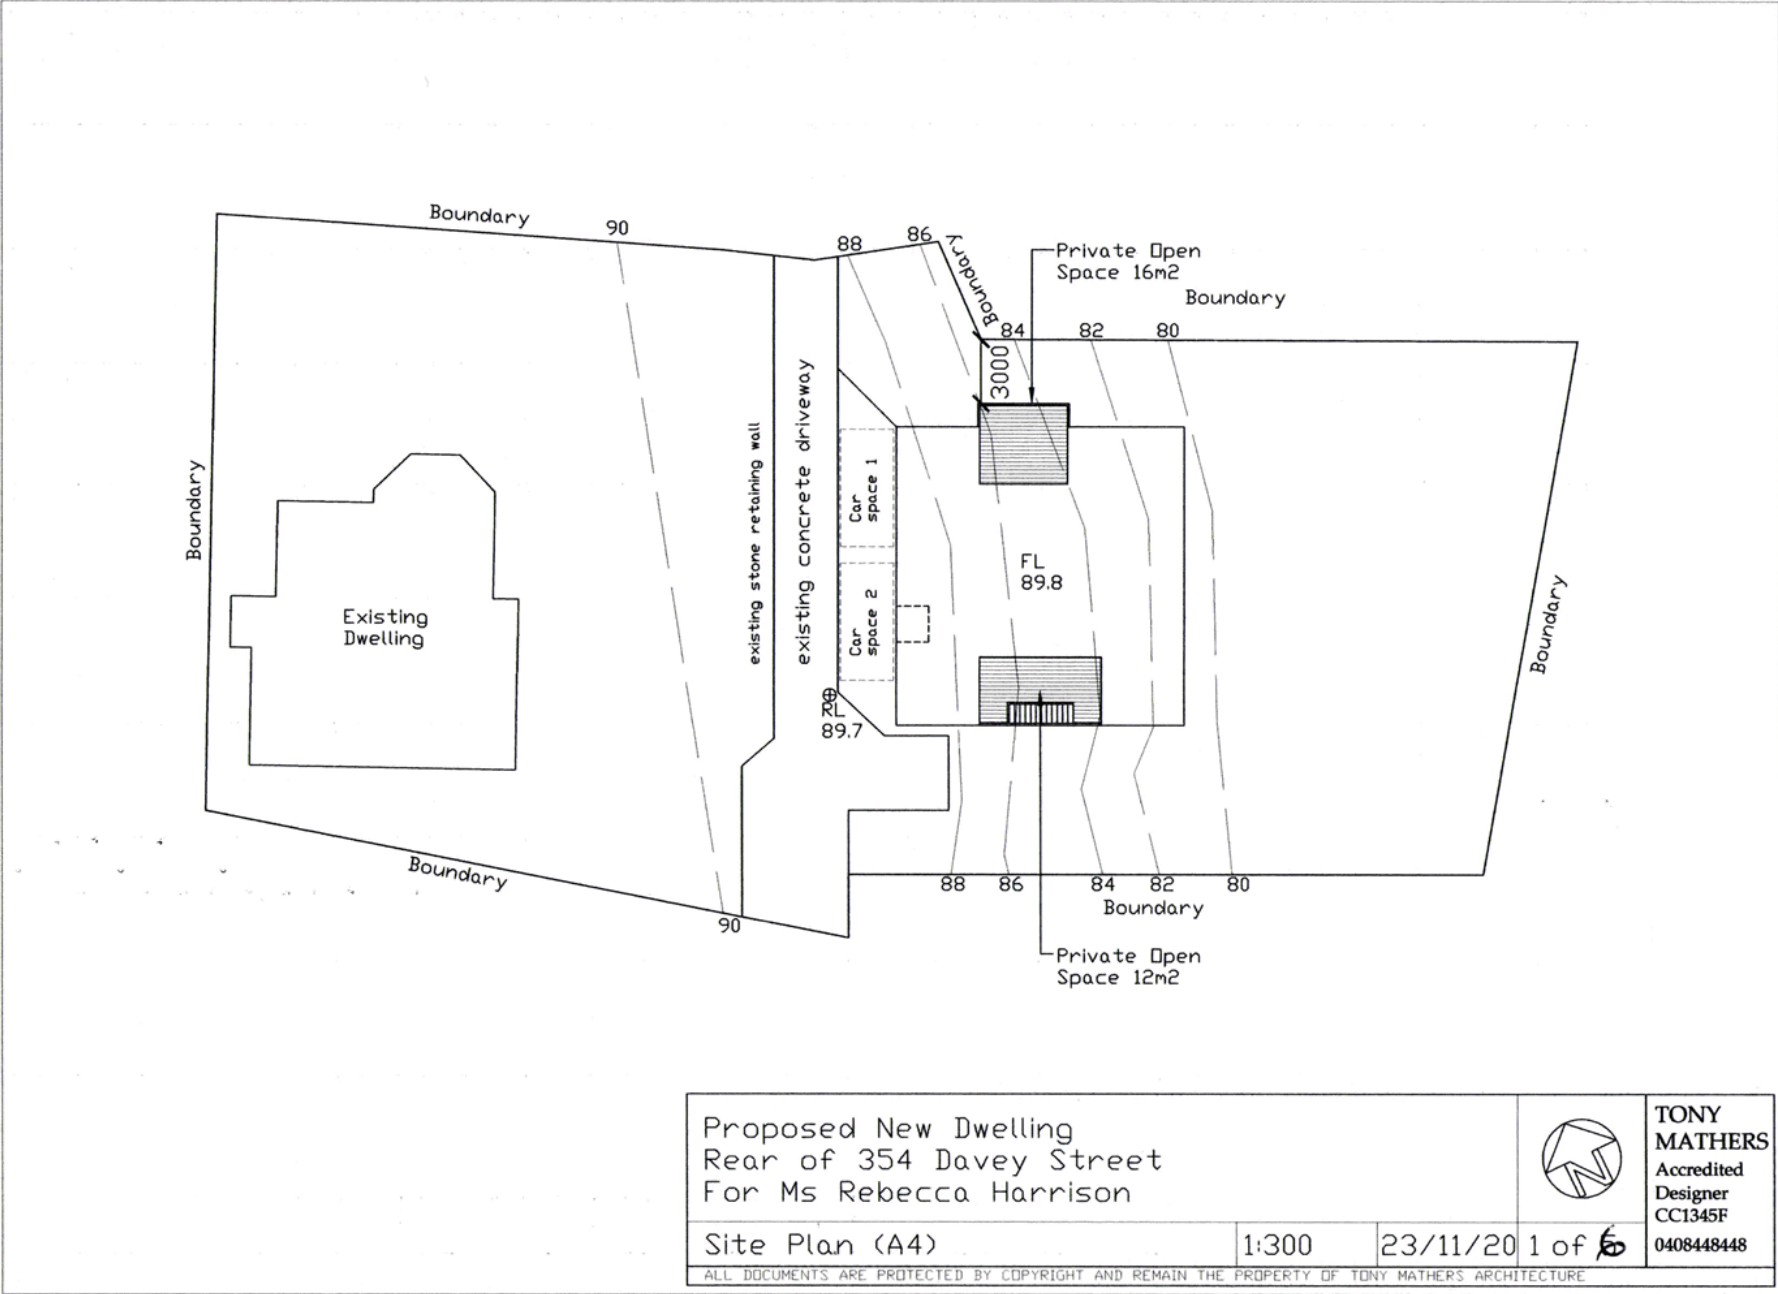 Boundary
90
88
86
Boundary
Private Open
Space 16m2
Boundary
84
82
80
3000
existing stone retaining wall
existing concrete driveway
Car
space 1
Boundary
FL
89.8
Existing
Dwelling
Car
space 2
Boundary
RL
89.7
Boundary
90
88
86
84
82
80
Boundary
Private Open
Space 12m2
Proposed New Dwelling
Rear of 354 Davey Street
For Ms Rebecca Harrison
N
Site Plan (A4)
1:300
23/11/20
1 of 6
ALL DOCUMENTS ARE PROTECTED BY COPYRIGHT AND REMAIN THE PROPERTY OF TONY MATHERS ARCHITECTURE
TONY
MATHERS
Accredited
Designer
CC1345F
0408448448